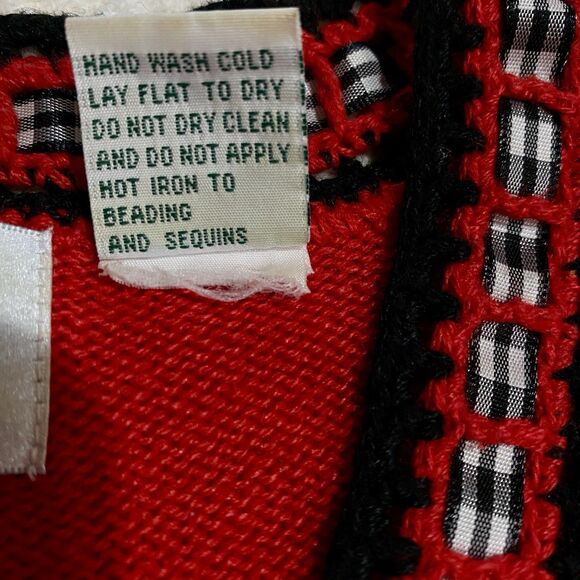 HAND WASH COLD
LAY FLAT TO DRY
DO NOT DRY CLEAN
AND DO NOT APPLY
HOT IRON TO
BEADING
AND SEQUINS